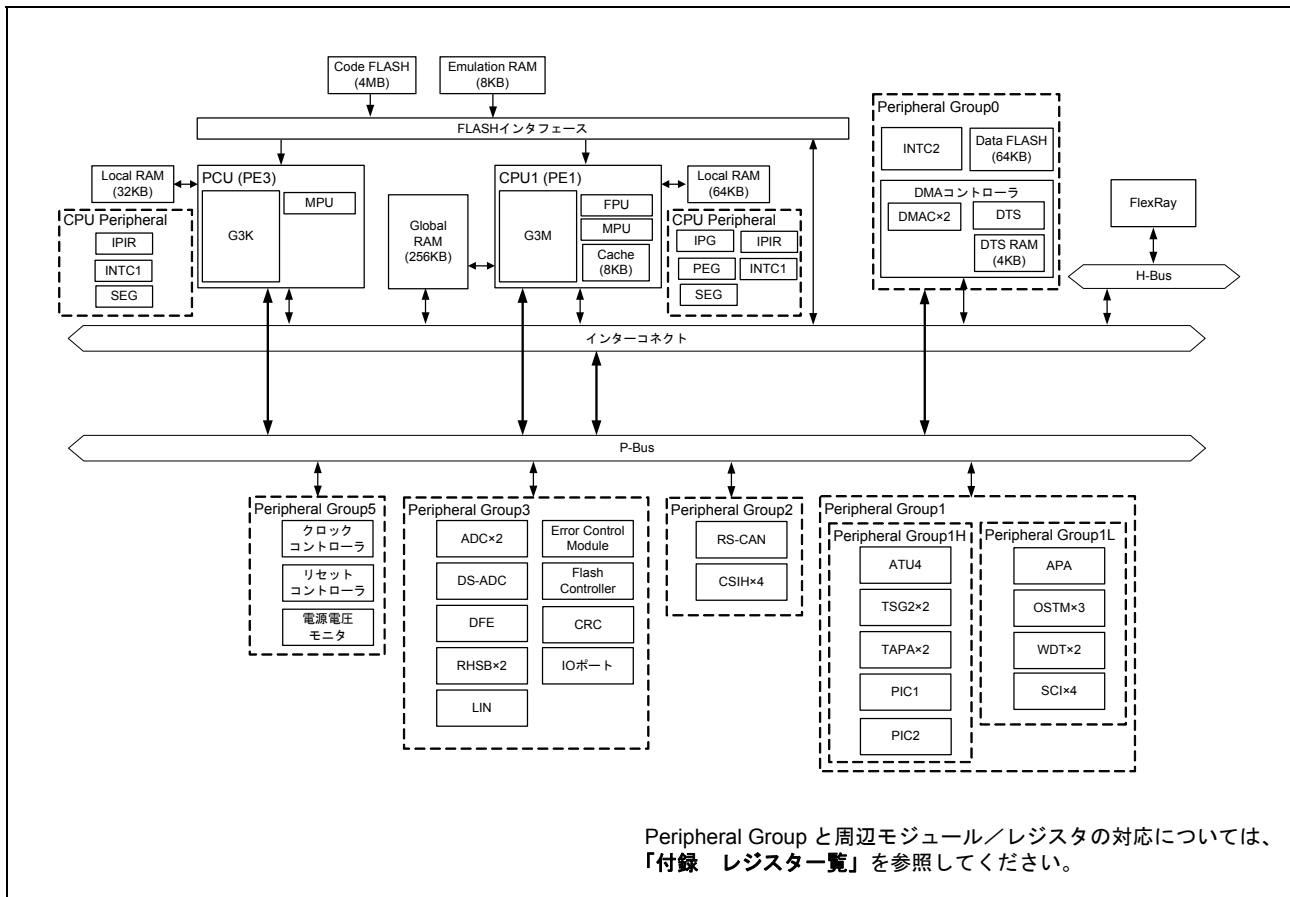 Code FLASH
(4MB)
Emulation RAM
(8KB)
FLASHインタフェース
Local RAM
(32KB)
PCU (PE3)
G3K
MPU
CPU Peripheral
IPIR
INTC1
SEG
Global
RAM
(256KB)
CPU1 (PE1)
G3M
FPU
MPU
Cache
(8KB)
Local RAM
(64KB)
CPU Peripheral
IPG
IPIR
PEG
INTC1
SEG
Peripheral Group0
INTC2
Data FLASH
(64KB)
DMAコントローラ
DMAC×2
DTS
DTS RAM
(4KB)
FlexRay
H-Bus
インターコネクト
P-Bus
Peripheral Group5
クロック
コントローラ
リセット
コントローラ
電源電圧
モニタ
Peripheral Group3
ADC×2
Error Control
Module
DS-ADC
Flash
Controller
DFE
CRC
RHSB×2
IOポート
LIN
Peripheral Group2
RS-CAN
CSIH×4
Peripheral Group1
Peripheral Group1H
ATU4
TSG2×2
TAPA×2
PIC1
PIC2
Peripheral Group1L
APA
OSTM×3
WDT×2
SCI×4
Peripheral Group と周辺モジュール／レジスタの対応については、
「付録　レジスター覧」を参照してください。